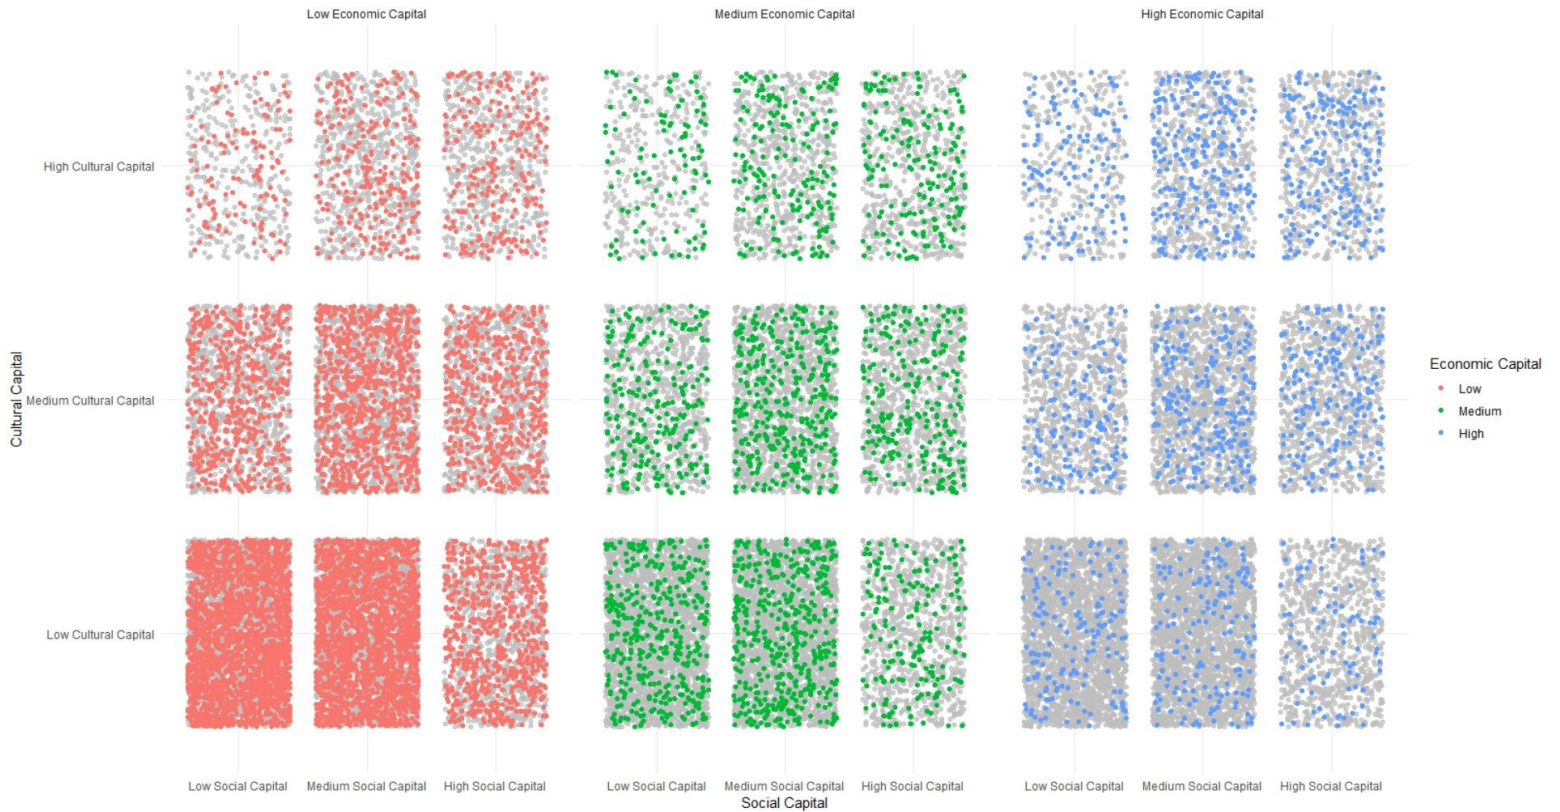 Low Economic Capital
Medium Economic Capital
High Economic Capital
High Cultural Capital
Medium Cultural Capital
Low Cultural Capital
Cultural Capital
Low Social Capital
Medium Social Capital
High Social Capital
Low Social Capital
Medium Social Capital
High Social Capital
Low Social Capital
Medium Social Capital
High Social Capital
Social Capital
Economic Capital
Low
Medium
High